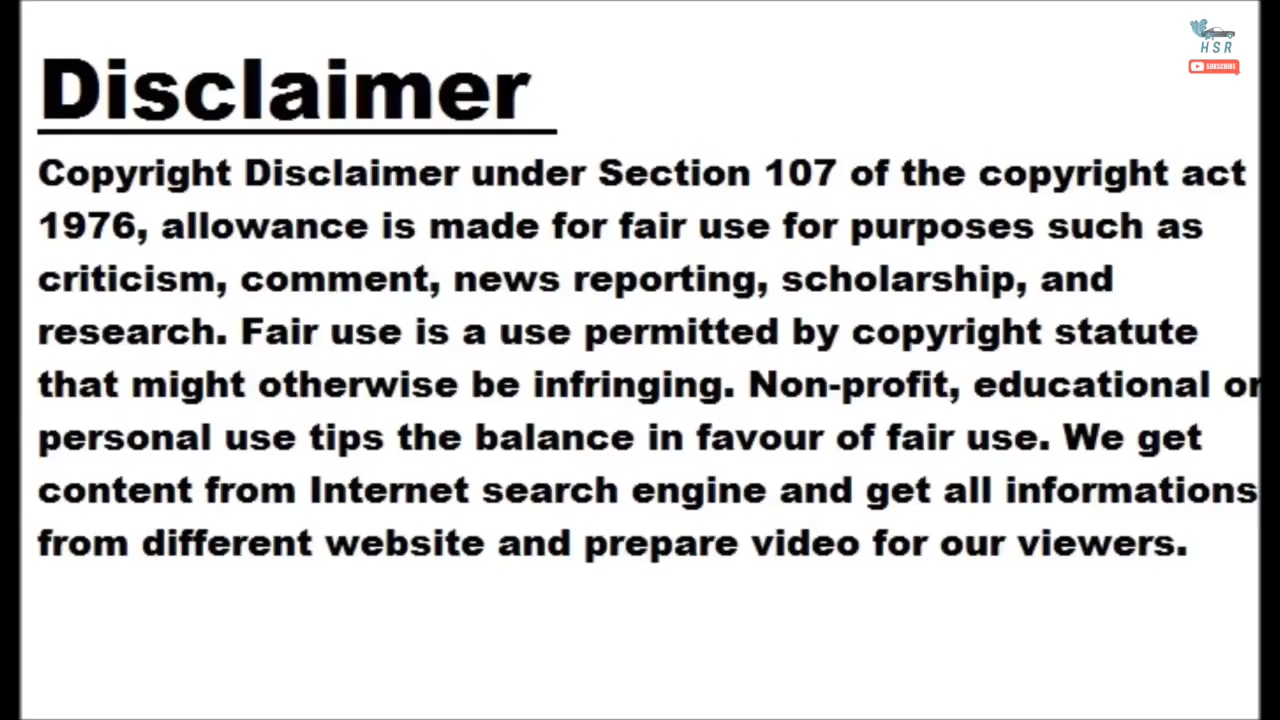 HSR
SUBSCRIBE
Disclaimer
Copyright Disclaimer under Section 107 of the copyright act
1976, allowance is made for fair use for purposes such as
criticism, comment, news reporting, scholarship, and
research. Fair use is a use permitted by copyright statute
that might otherwise be infringing. Non-profit, educational or
personal use tips the balance in favour of fair use. We get
content from Internet search engine and get all informations
from different website and prepare video for our viewers.